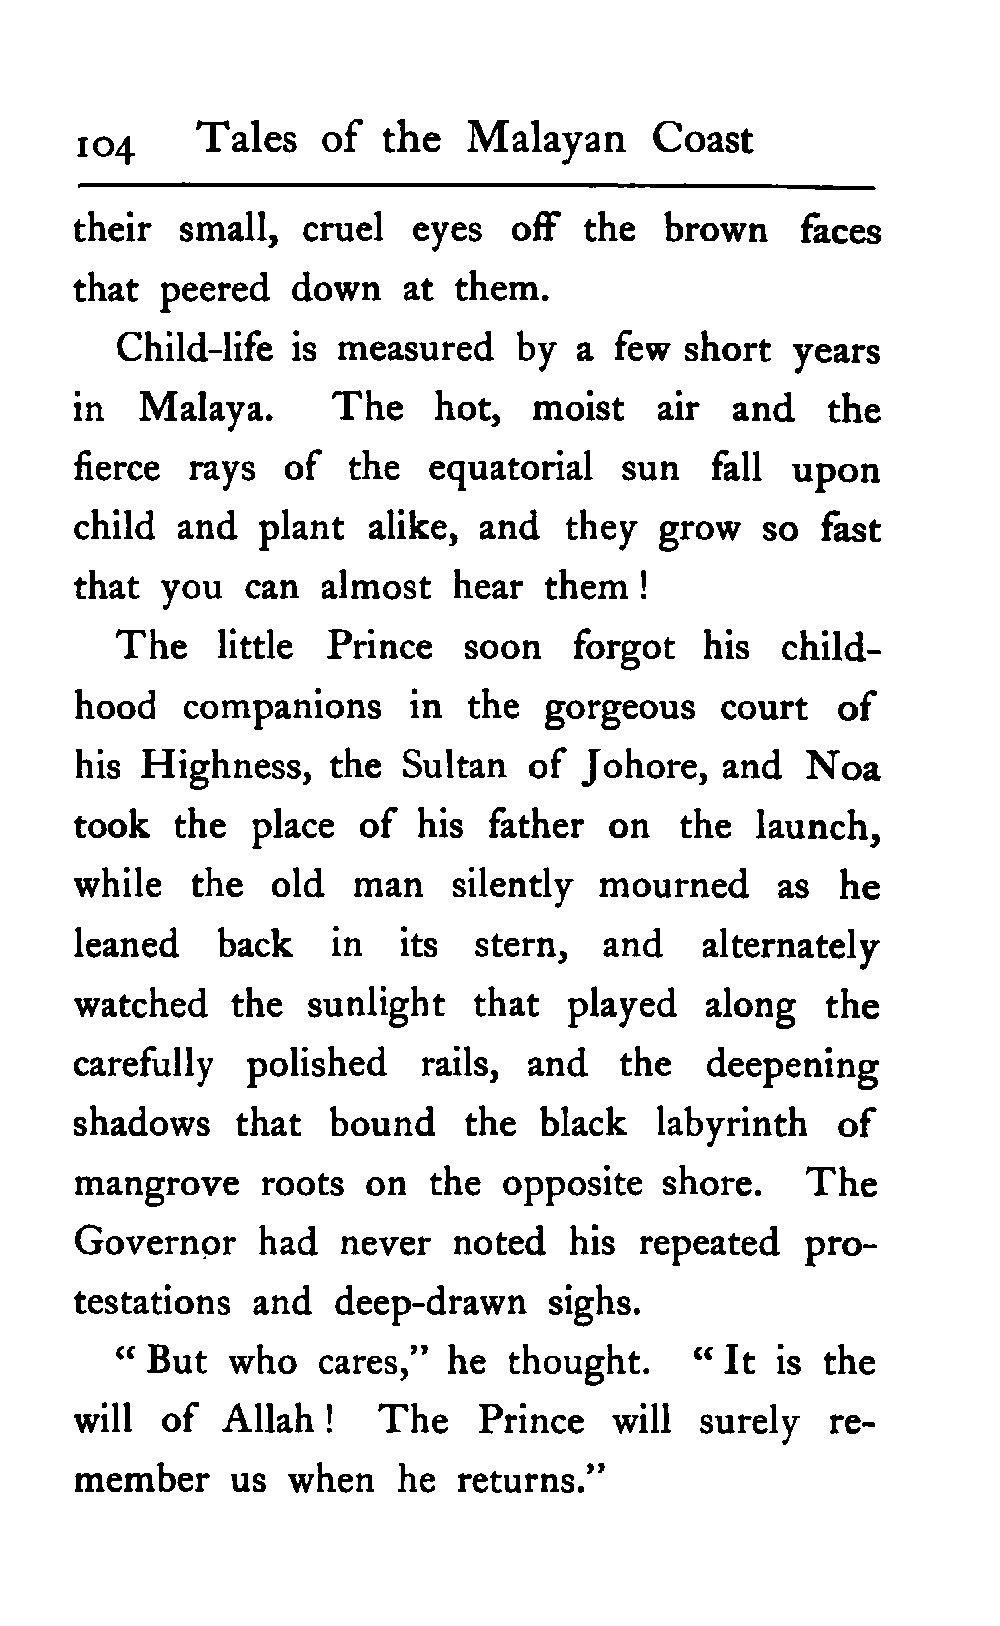 104 Tales of the Malayan Coast
their small, cruel eyes off the brown faces
that peered down at them.
Child-life is measured by a few short years
in Malaya. The hot, moist air and the
fierce rays of the equatorial sun fall upon
child and plant alike, and they grow so fast
that you can almost hear them !
The little Prince soon forgot his child-
hood companions in the gorgeous court of
his Highness, the Sultan of Johore, and Noa
took the place of his father on the launch,
while the old man silently mourned as he
leaned back in its stern, and alternately
watched the sunlight that played along the
carefully polished rails, and the deepening
shadows that bound the black labyrinth of
mangrove roots on the opposite shore. The
Governor had never noted his repeated pro-
testations and deep-drawn sighs.
“ But who cares,” he thought. “ It is the
will of Allah ! The Prince will surely re-
member us when he returns.”